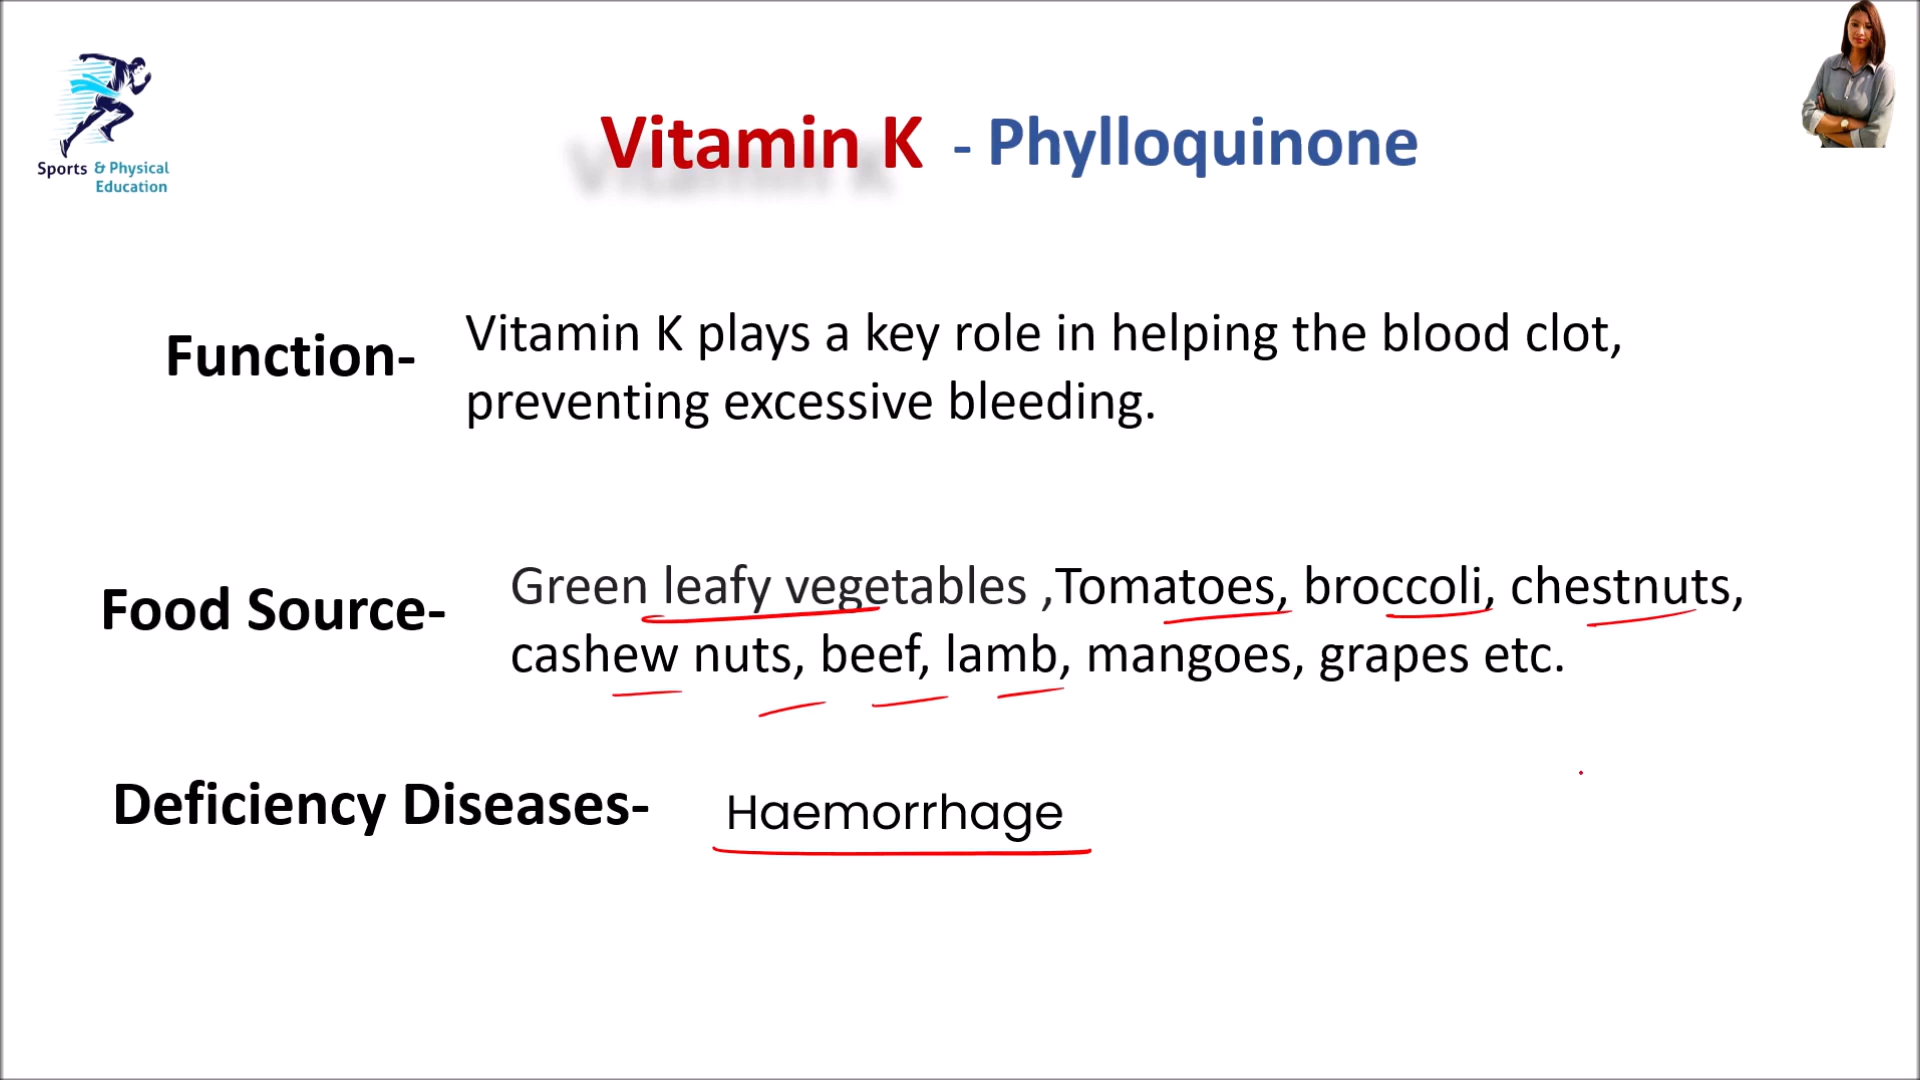 Sports & Physical
Education
Vitamin K - Phylloquinone
Function-
Vitamin K plays a key role in helping the blood clot,
preventing excessive bleeding.
Food Source-
Green leafy vegetables ,Tomatoes, broccoli, chestnuts,
cashew nuts, beef, lamb, mangoes, grapes etc.
Deficiency Diseases-
Haemorrhage